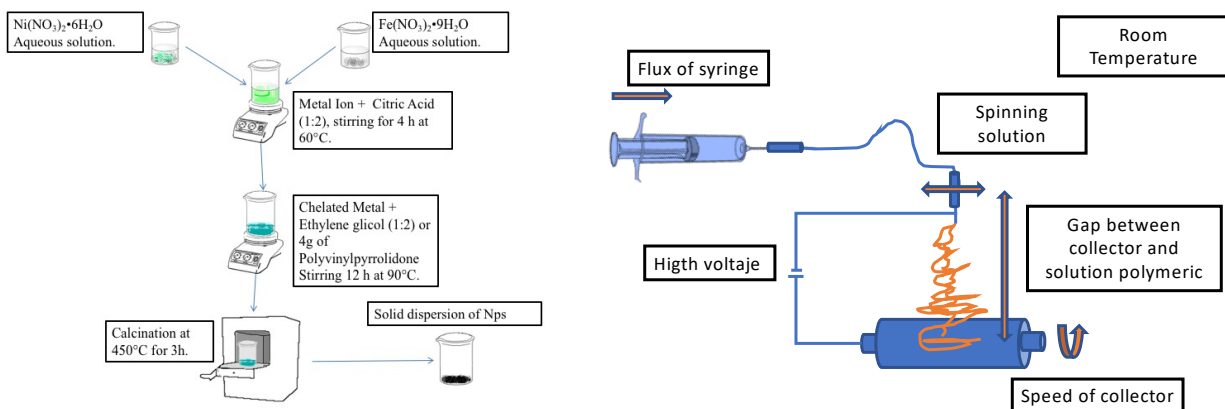 Ni(NO3)2•6H2O
Aqueous solution.
Fe(NO3)2•9H2O
Aqueous solution.
Metal Ion + Citric Acid
(1:2), stirring for 4 h at
60°C.
Chelated Metal +
Ethylene glicol (1:2) or
4g of
Polyvinylpyrrolidone
Stirring 12 h at 90°C.
Calcination at
450°C for 3h.
Solid dispersion of Nps
Room
Temperature
Flux of syringe
Spinning
solution
Gap between
collector and
solution polymeric
Higth voltaje
Speed of collector